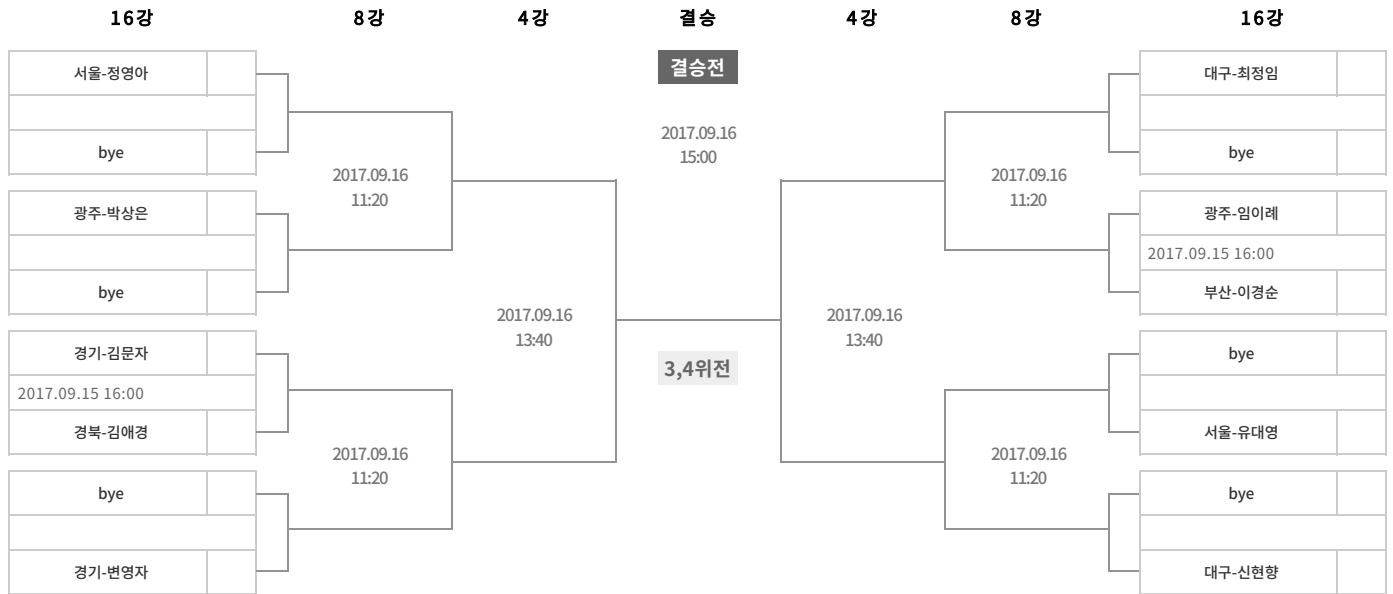 16강 8강 4강 결승 4강 8강 16강
서울-정영아
bye
광주-박상은
bye
경기-김문자
2017.09.15 16:00
경북-김애경
bye
경기-변영자
2017.09.16
11:20
2017.09.16
11:20
2017.09.16
13:40
결승전
2017.09.16
15:00
3,4위전
2017.09.16
13:40
2017.09.16
11:20
2017.09.16
11:20
대구-최정임
bye
광주-임이례
2017.09.15 16:00
부산-이경순
bye
서울-유대영
bye
대구-신현향